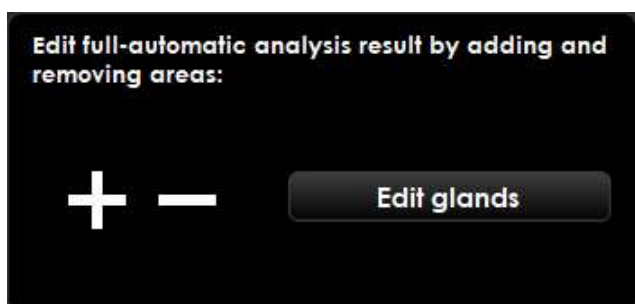 Edit full-automatic analysis result by adding and
removing areas:
+ −
Edit glands